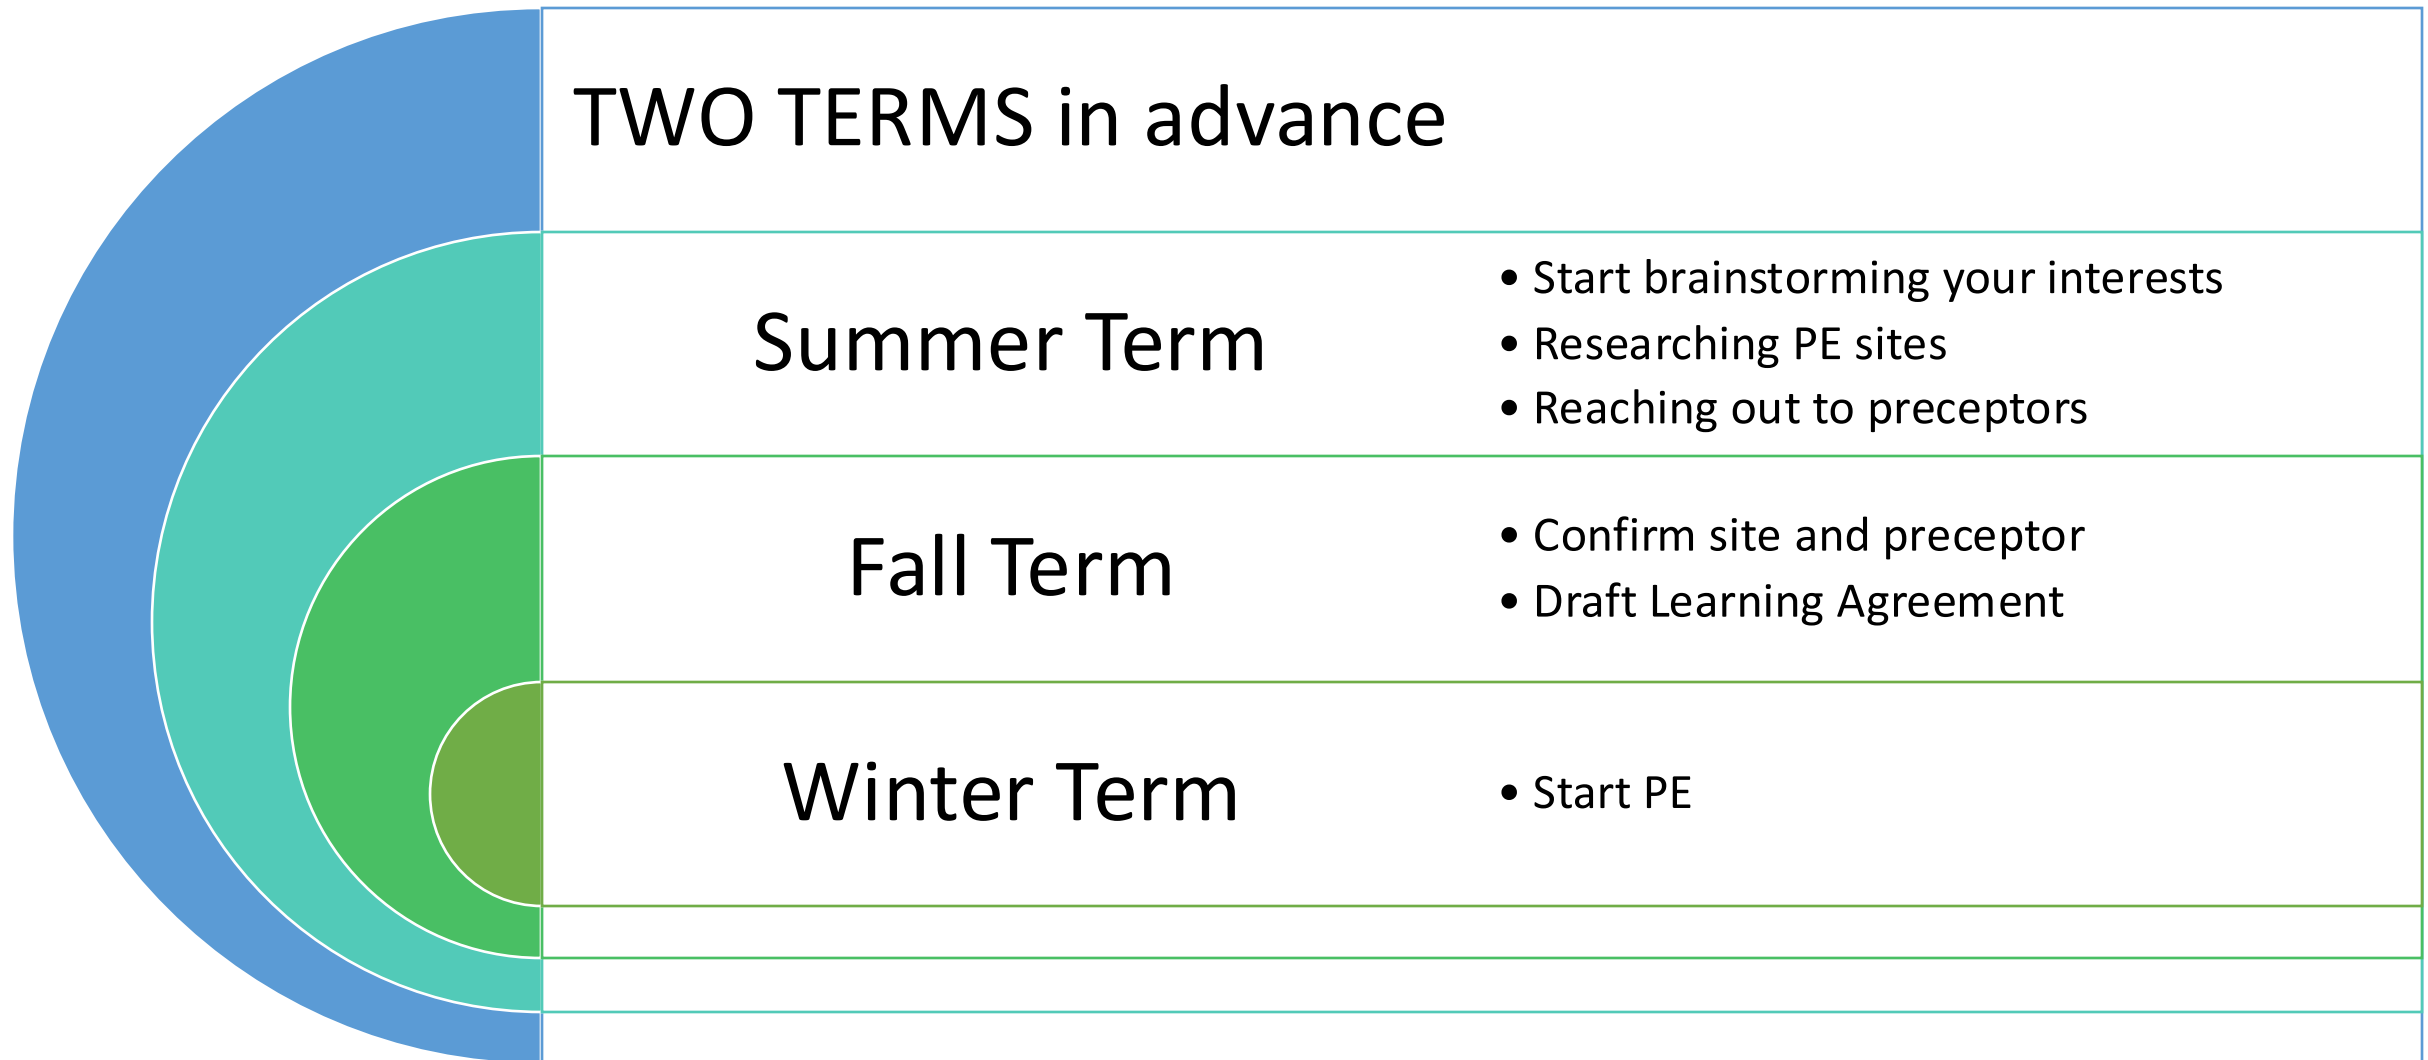 TWO TERMS in advance
Summer Term
• Start brainstorming your interests
• Researching PE sites
• Reaching out to preceptors
Fall Term
• Confirm site and preceptor
• Draft Learning Agreement
Winter Term
• Start PE